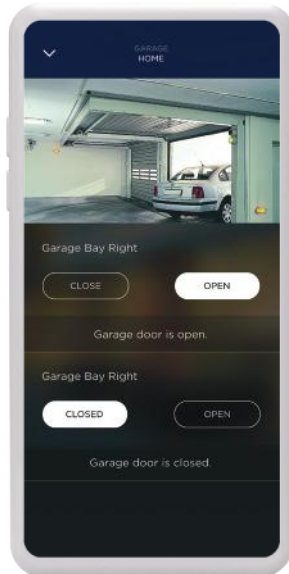 GARAGE
HOME
Garage Bay Right
CLOSE OPEN
Garage door is open.
Garage Bay Right
CLOSED OPEN
Garage door is closed.